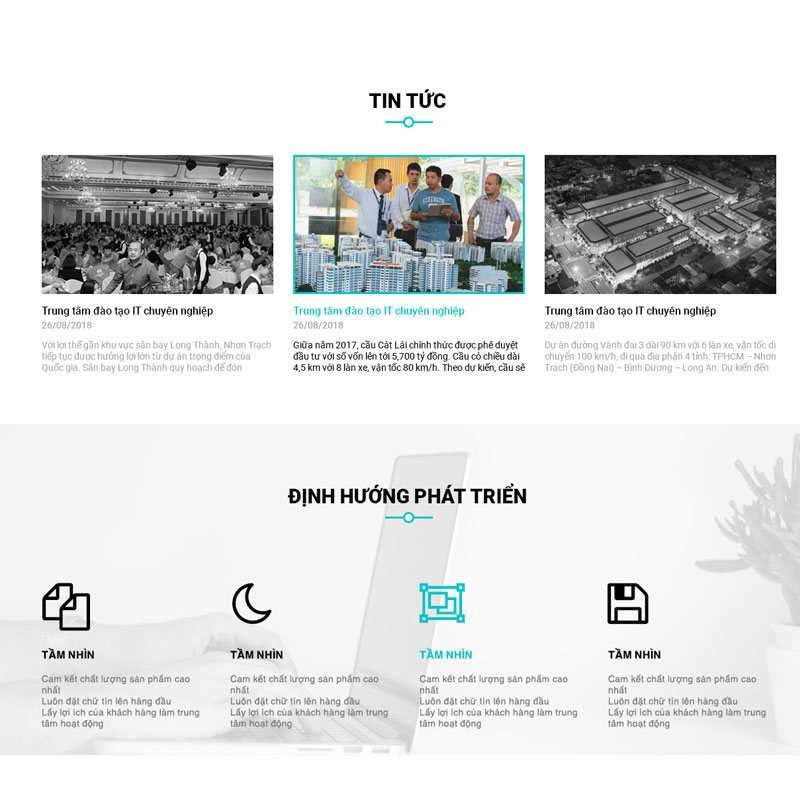 TIN TỨC
Trung tâm đào tạo IT chuyên nghiệp
26/08/2018
Với lợi thế gần khu vực sân bay Long Thành, Nhơn Trạch
tiếp tục được hưởng lợi lớn từ dự án trọng điểm của
Quốc gia. Sân bay Long Thành quy hoạch để đón
STRENGTH
Trung tâm đào tạo IT chuyên nghiệp
26/08/2018
Giữa năm 2017, cầu Cát Lái chính thức được phê duyệt
đầu tư với số vốn lên tới 5,700 tỷ đồng. Cầu có chiều dài
4,5 km với 8 làn xe, vận tốc 80 km/h. Theo dự kiến, cầu sẽ
Trung tâm đào tạo IT chuyên nghiệp
26/08/2018
Dự án đường Vành đai 3 dài 90 km với 6 làn xe, vận tốc di
chuyển 100 km/h, đi qua địa phận 4 tỉnh: TPHCM – Nhơn
Trạch (Đồng Nai) – Bình Dương – Long An. Dự kiến đến
ĐỊNH HƯỚNG PHÁT TRIỂN
TẦM NHÌN
Cam kết chất lượng sản phẩm cao
nhất
Luôn đặt chữ tin lên hàng đầu
Lấy lợi ích của khách hàng làm trung
tâm hoạt động
TẦM NHÌN
Cam kết chất lượng sản phẩm cao
nhất
Luôn đặt chữ tin lên hàng đầu
Lấy lợi ích của khách hàng làm trung
tâm hoạt động
TẦM NHÌN
Cam kết chất lượng sản phẩm cao
nhất
Luôn đặt chữ tin lên hàng đầu
Lấy lợi ích của khách hàng làm trung
tâm hoạt động
TẦM NHÌN
Cam kết chất lượng sản phẩm cao
nhất
Luôn đặt chữ tin lên hàng đầu
Lấy lợi ích của khách hàng làm trung
tâm hoạt động